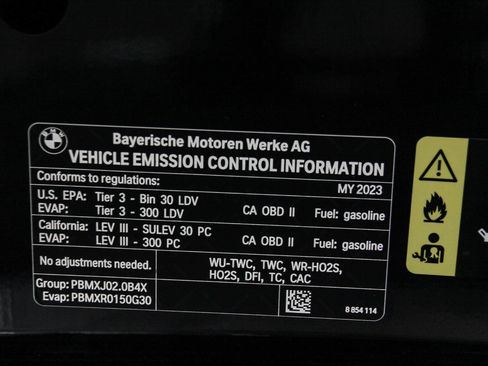 BMW
Bayerische Motoren Werke AG
VEHICLE EMISSION CONTROL INFORMATION
Conforms to regulations: MY 2023
U.S. EPA: Tier 3 - Bin 30 LDV
EVAP: Tier 3 - 300 LDV CA OBD II Fuel: gasoline
California: LEV III - SULEV 30 PC
EVAP: LEV III - 300 PC CA OBD II Fuel: gasoline
No adjustments needed.
WU-TWC, TWC, WR-HO2S,
HO2S, DFI, TC, CAC
Group: PBMXJ02.0B4X
Evap: PBMXR0150G30
8 854 114